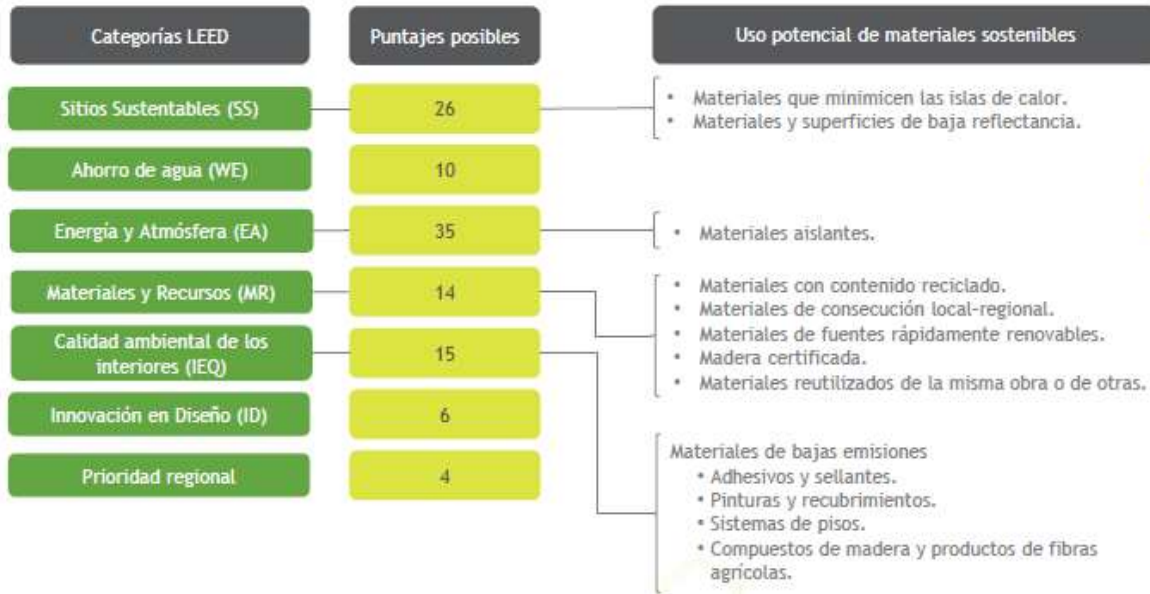 Categorías LEED
Puntajes posibles
Uso potencial de materiales sostenibles
Sitios Sustentables (SS)
26
• Materiales que minimicen las islas de calor.
• Materiales y superficies de baja reflectancia.
Ahorro de agua (WE)
10
Energía y Atmósfera (EA)
35
• Materiales aislantes.
Materiales y Recursos (MR)
14
• Materiales con contenido reciclado.
• Materiales de consecución local-regional.
• Materiales de fuentes rápidamente renovables.
• Madera certificada.
• Materiales reutilizados de la misma obra o de otras.
Calidad ambiental de los
interiores (IEQ)
15
Innovación en Diseño (ID)
6
Prioridad regional
4
Materiales de bajas emisiones
• Adhesivos y sellantes.
• Pinturas y recubrimientos.
• Sistemas de pisos.
• Compuestos de madera y productos de fibras
agrícolas.